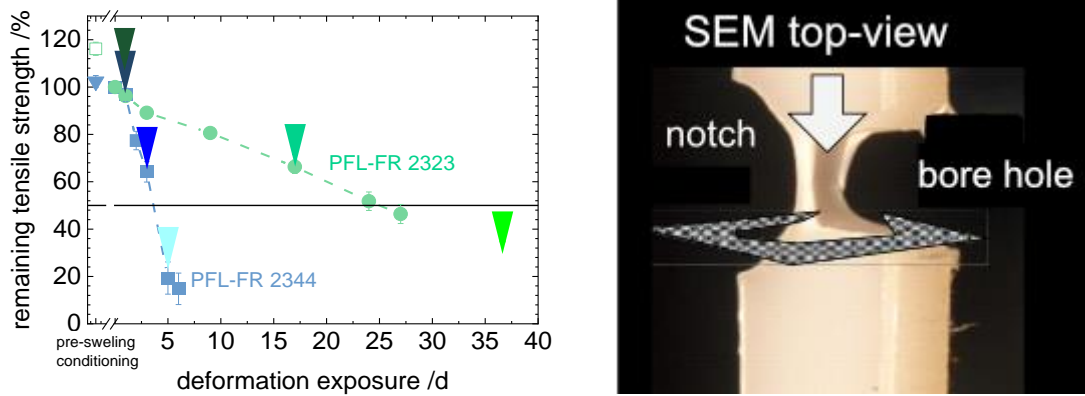 remaining tensile strength /%
120
100
80
60
40
20
0
PFL-FR 2323
PFL-FR 2344
pre-sweling
conditioning
5
10
15
20
25
30
35
40
deformation exposure /d
SEM top-view
notch
bore hole